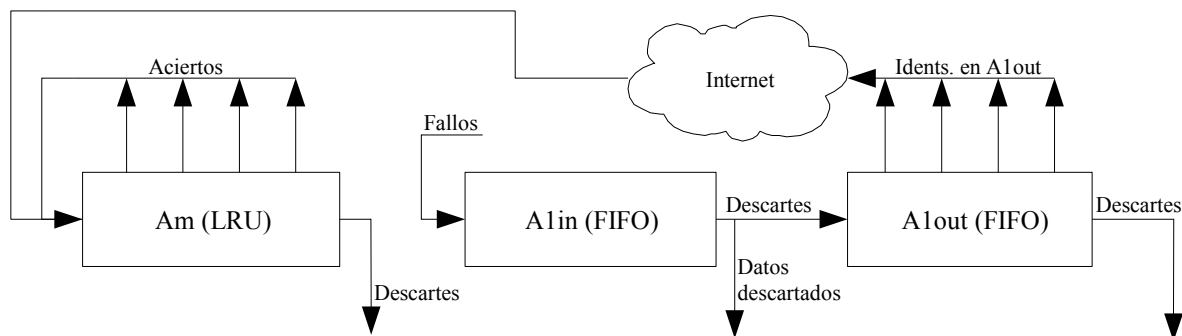 Aciertos
Internet
Idents. en A1out
Fallos
Am (LRU)
A1in (FIFO)
Descartes
A1out (FIFO)
Descartes
Descartes
Datos
descartados